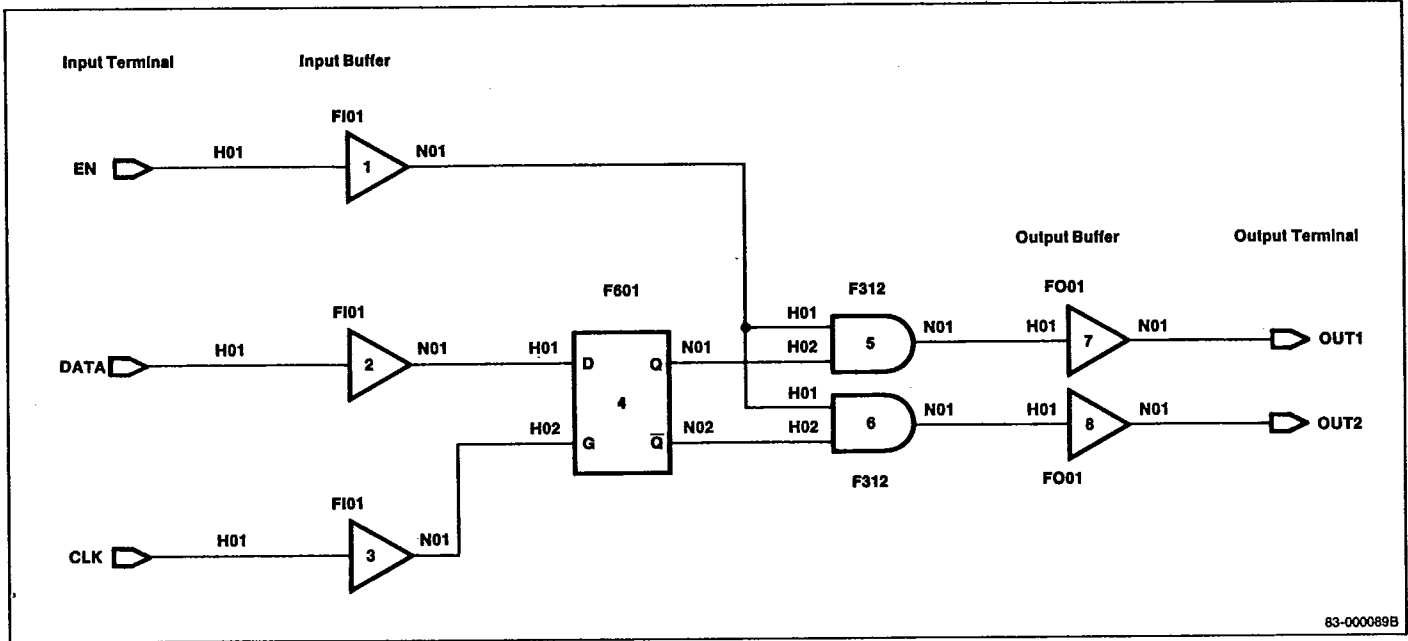 Input Terminal
Input Buffer
FI01
EN
H01
1
N01
Output Buffer
Output Terminal
F601
F312
FO01
FI01
H01
N01
H01
N01
OUT1
DATA
H01
2
N01
H01
D
Q
N01
H02
5
7
H01
4
H02
G
Q̅
N02
H02
6
N01
H01
8
N01
OUT2
F312
FO01
FI01
CLK
H01
3
N01
83-000089B